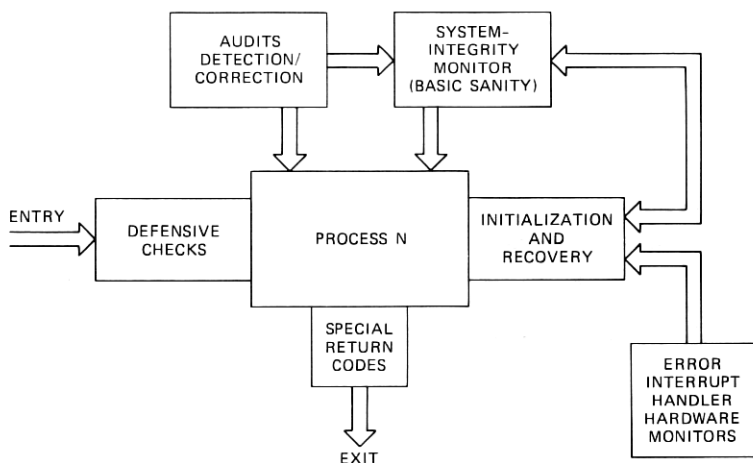 AUDITS
DETECTION/
CORRECTION
SYSTEM-
INTEGRITY
MONITOR
(BASIC SANITY)
ENTRY
DEFENSIVE
CHECKS
PROCESS N
INITIALIZATION
AND
RECOVERY
SPECIAL
RETURN
CODES
ERROR
INTERRUPT
HANDLER
HARDWARE
MONITORS
EXIT